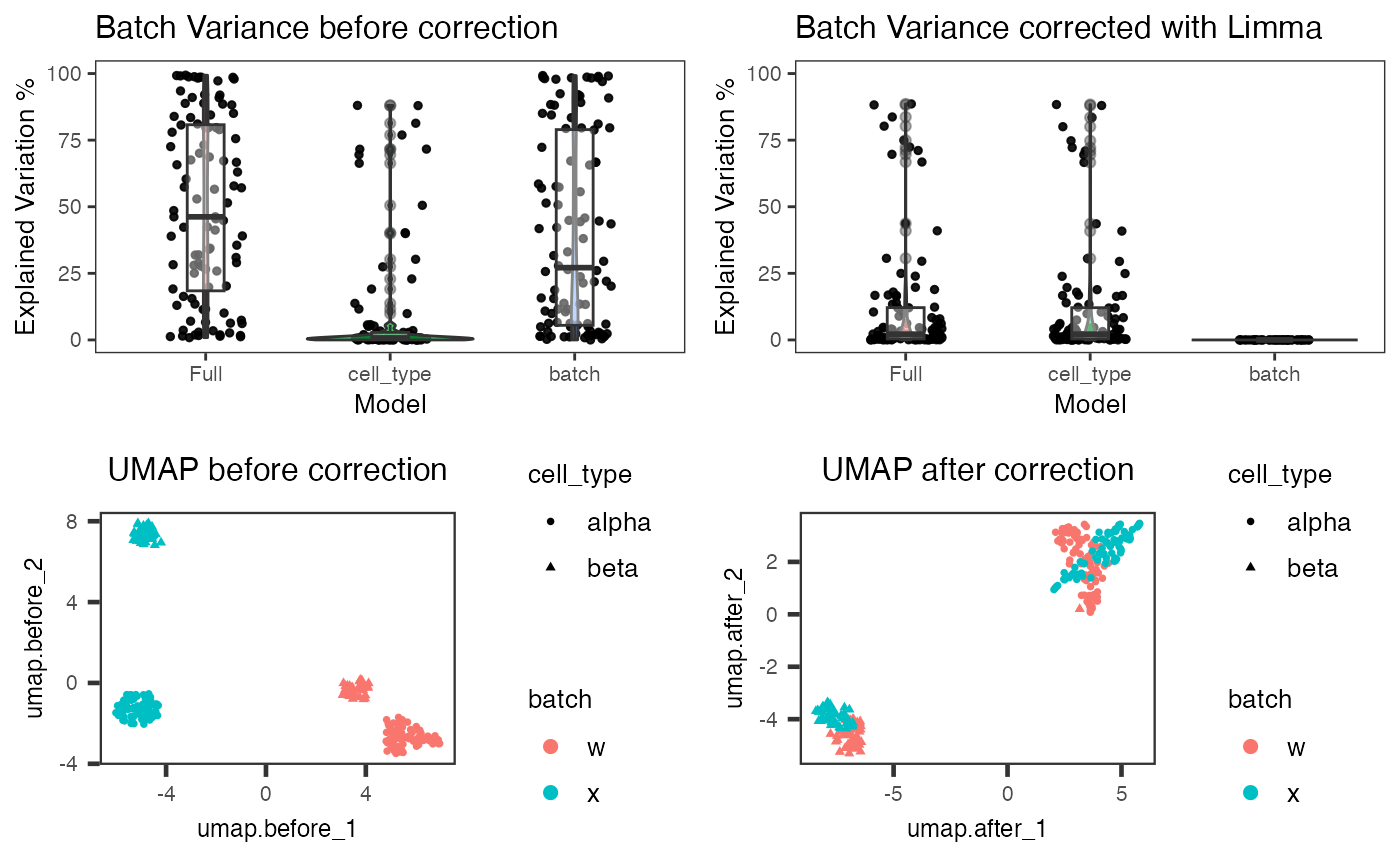 Batch Variance before correction
Explained Variation %
100
75
50
25
0
Full
cell_type
batch
Model
Batch Variance corrected with Limma
Explained Variation %
100
75
50
25
0
Full
cell_type
batch
Model
UMAP before correction
umap.before_2
8
4
0
-4
-4
0
4
umap.before_1
cell_type
alpha
beta
batch
w
x
UMAP after correction
umap.after_2
2
0
-2
-4
-5
0
5
umap.after_1
cell_type
alpha
beta
batch
w
x